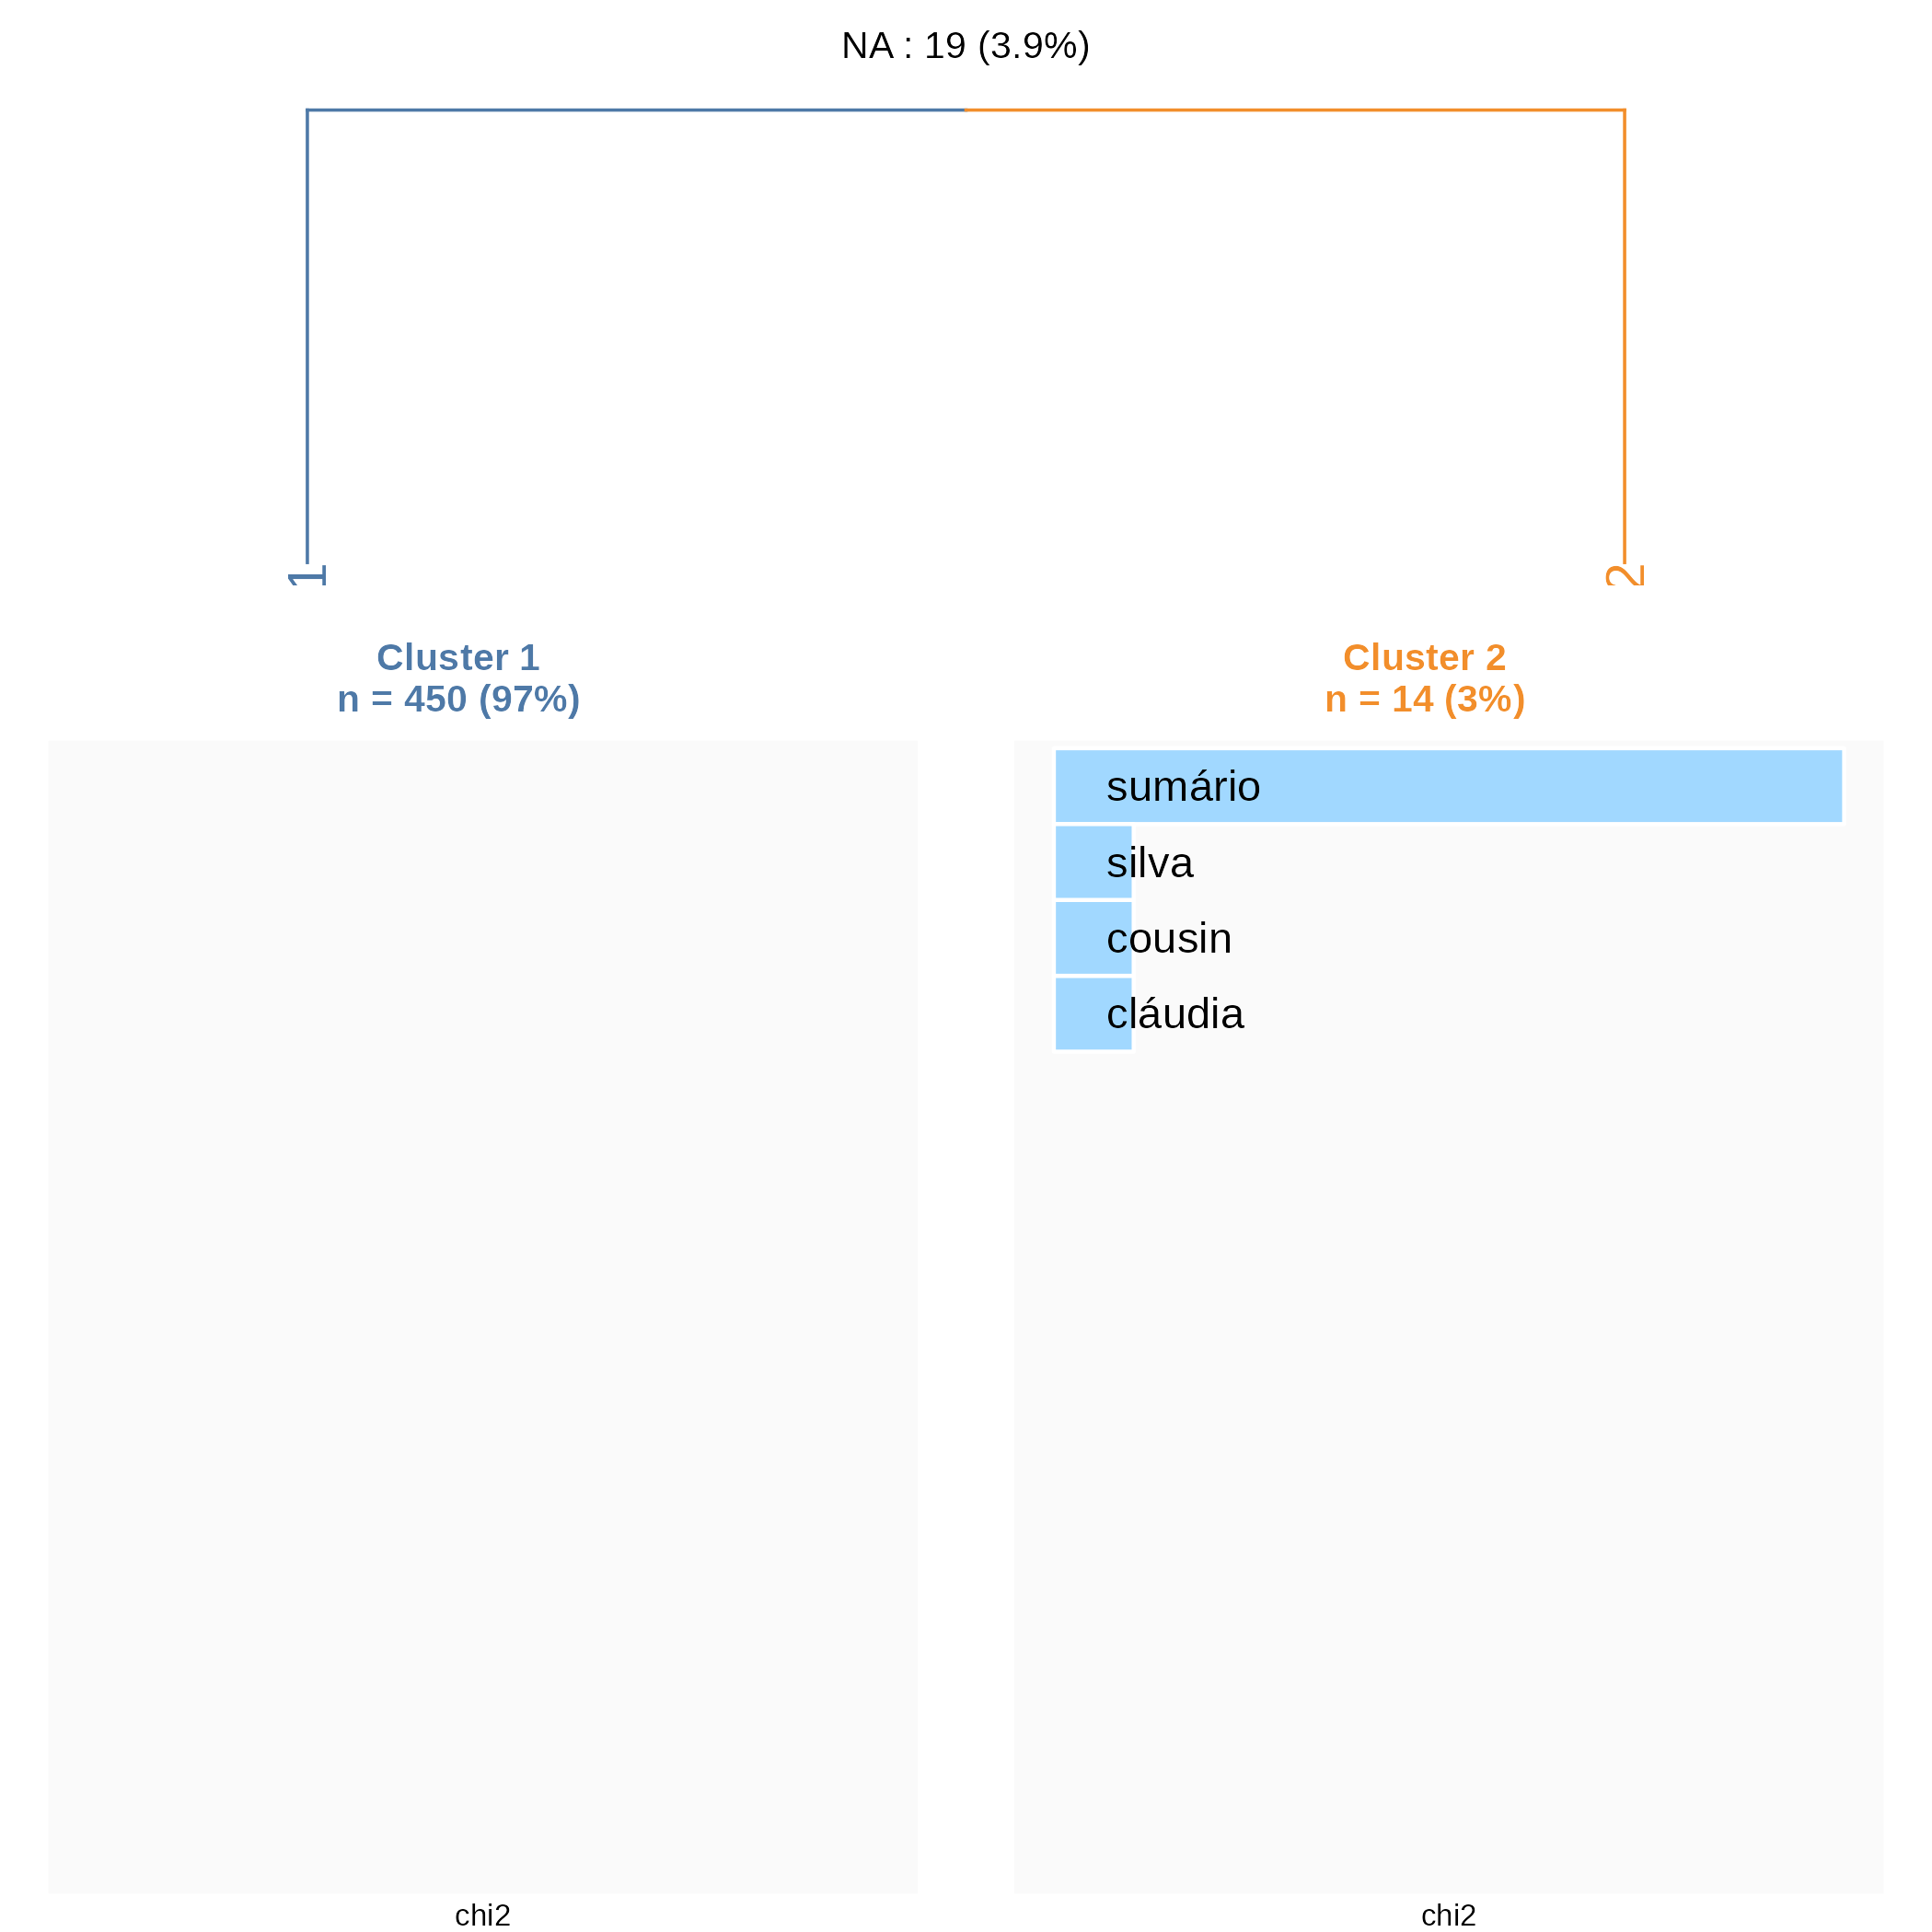 NA : 19 (3.9%)
1
2
Cluster 1
n = 450 (97%)
Cluster 2
n = 14 (3%)
sumário
silva
cousin
cláudia
chi2
chi2